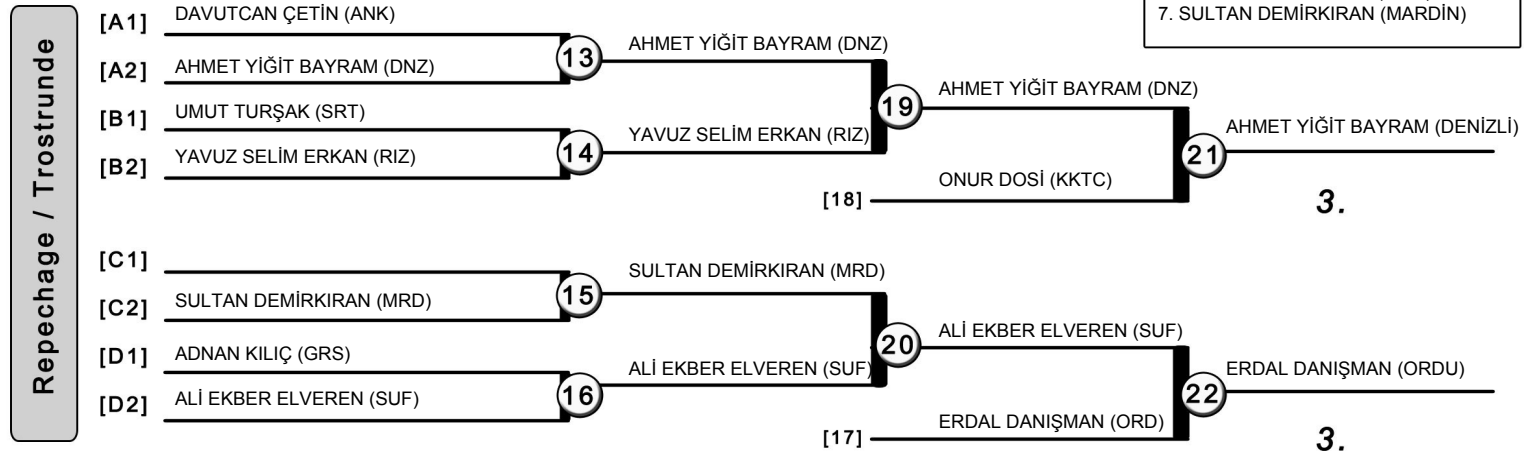 7. SULTAN DEMİRKIRAN (MARDİN)
Repechage / Trostrunde
[A1] DAVUTCAN ÇETİN (ANK)
[A2] AHMET YİĞİT BAYRAM (DNZ)
13
AHMET YİĞİT BAYRAM (DNZ)
[B1] UMUT TURŞAK (SRT)
[B2] YAVUZ SELİM ERKAN (RIZ)
14
YAVUZ SELİM ERKAN (RIZ)
19
AHMET YİĞİT BAYRAM (DNZ)
[18] ONUR DOSİ (KKTC)
21
AHMET YİĞİT BAYRAM (DENİZLİ)
3.
[C1]
[C2] SULTAN DEMİRKIRAN (MRD)
15
SULTAN DEMİRKIRAN (MRD)
[D1] ADNAN KILIÇ (GRS)
[D2] ALİ EKBER ELVEREN (SUF)
16
ALİ EKBER ELVEREN (SUF)
20
ALİ EKBER ELVEREN (SUF)
[17] ERDAL DANIŞMAN (ORD)
22
ERDAL DANIŞMAN (ORDU)
3.